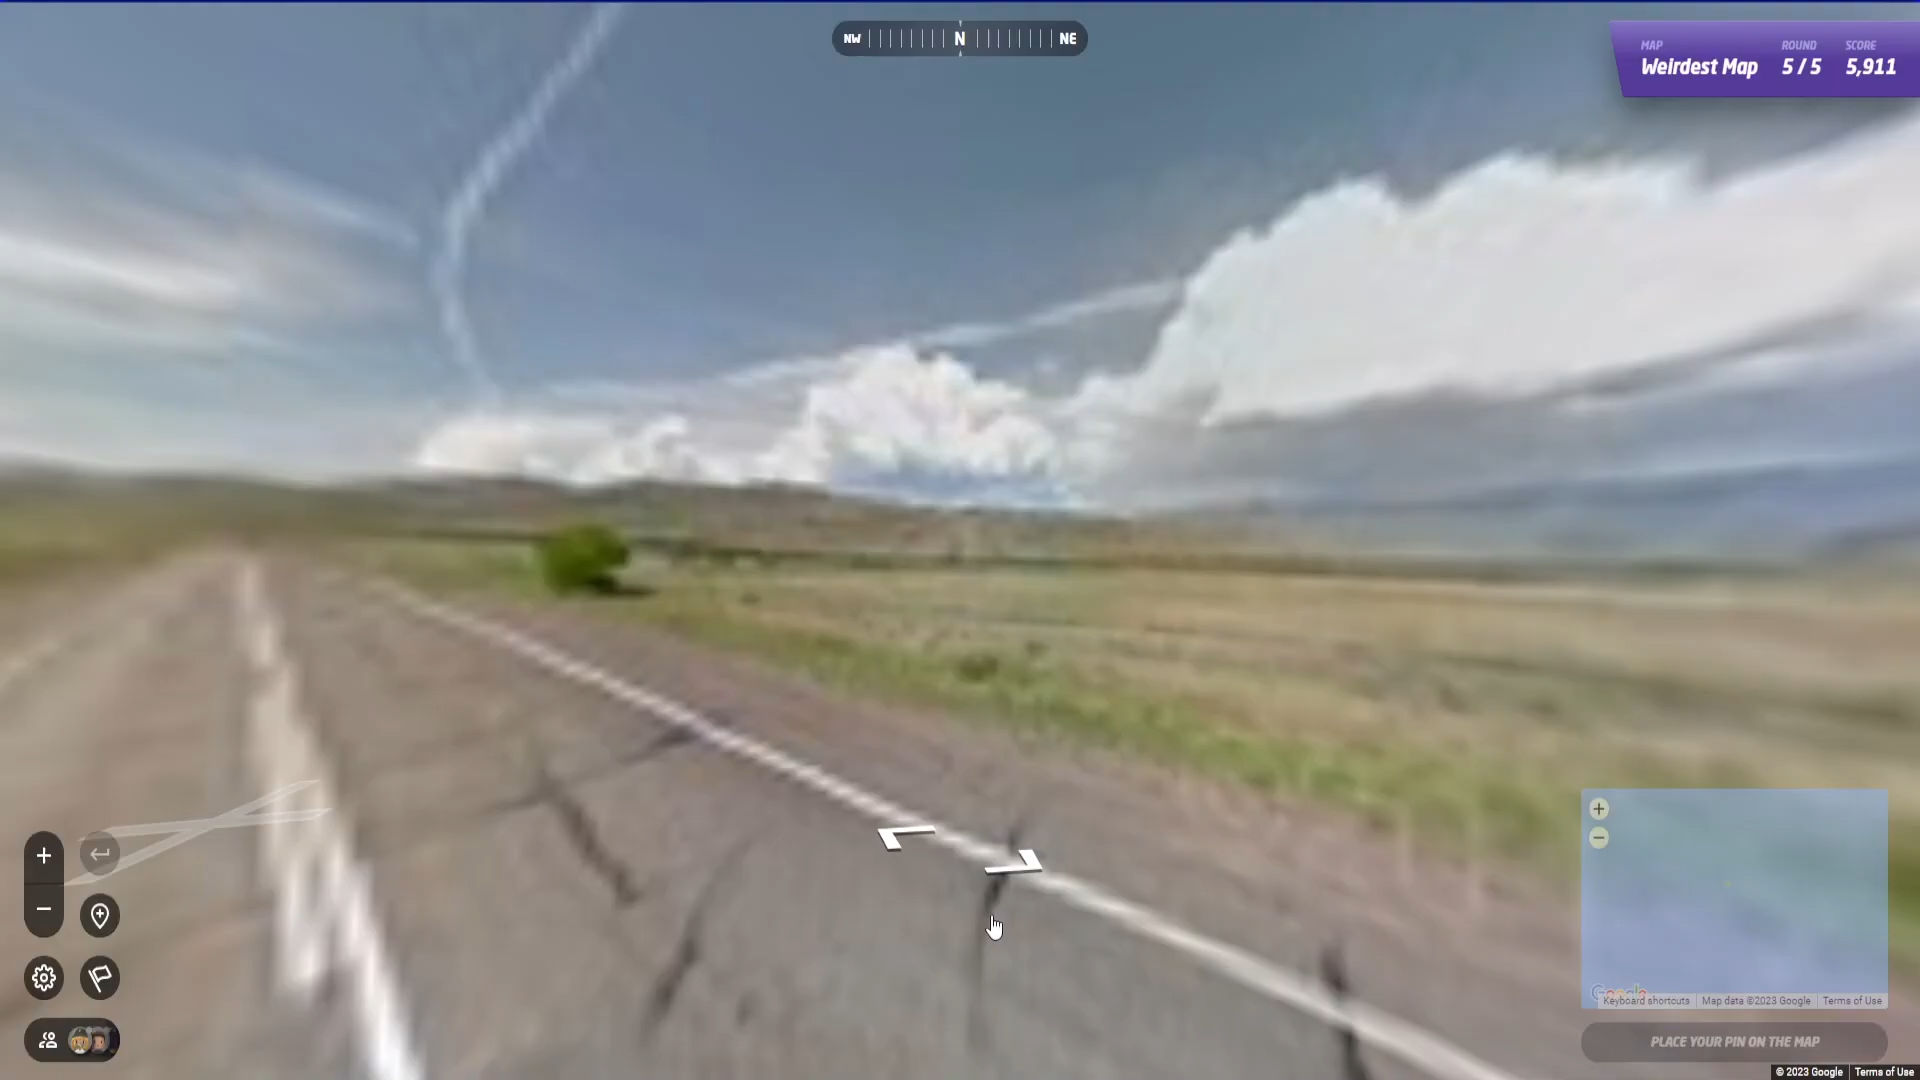 NW N NE
MAP ROUND SCORE
Weirdest Map 5 / 5 5,911
Google
Keyboard shortcuts Map data ©2023 Google Terms of Use
PLACE YOUR PIN ON THE MAP
© 2023 Google Terms of Use